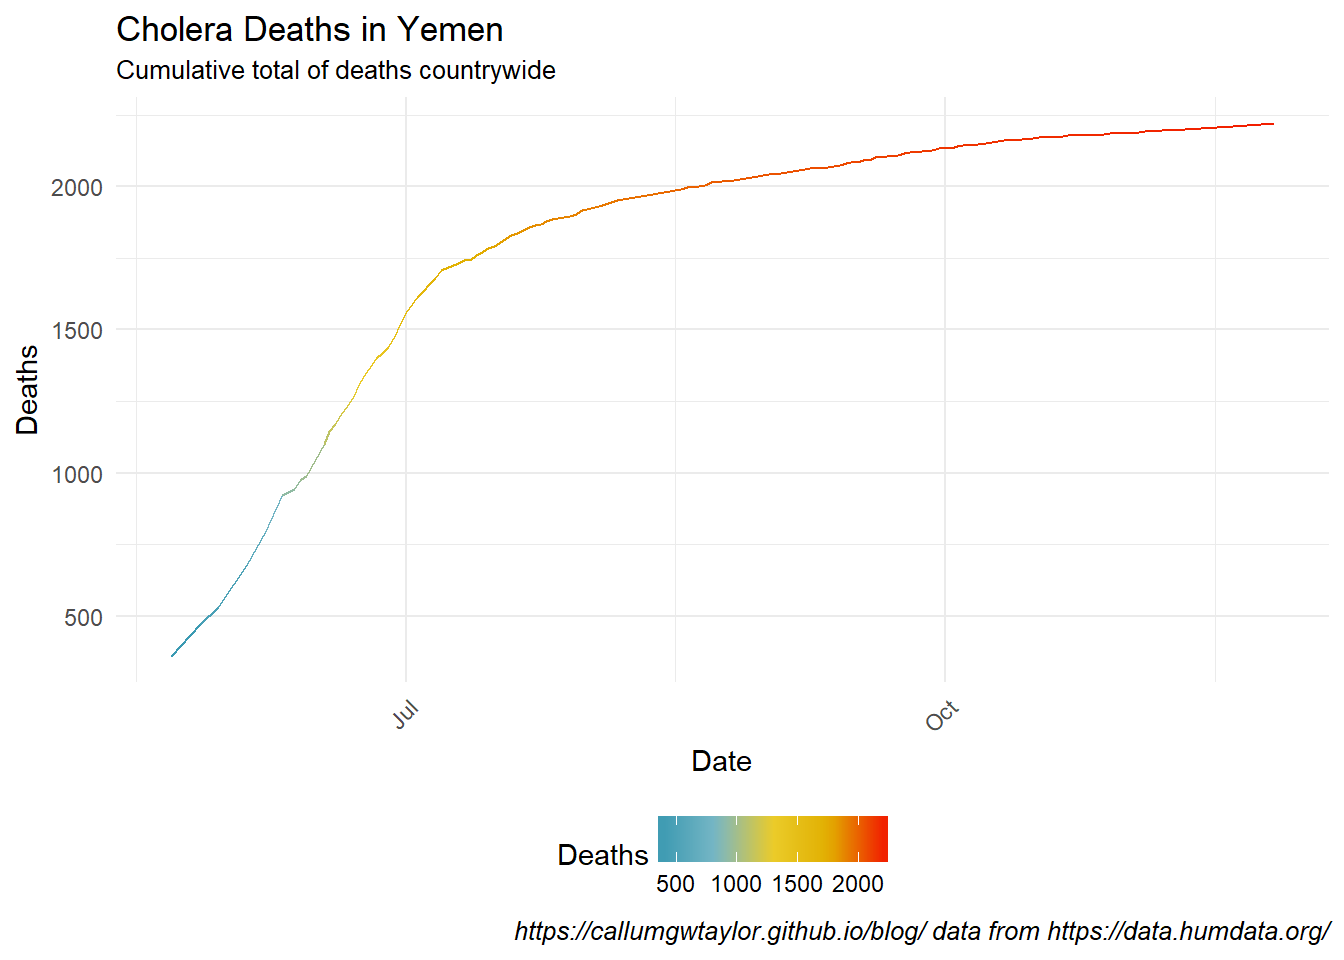 Cholera Deaths in Yemen
Cumulative total of deaths countrywide
2000
1500
1000
500
Deaths
Jul
Oct
Date
Deaths
500 1000 1500 2000
https://callumgwtaylor.github.io/blog/ data from https://data.humdata.org/